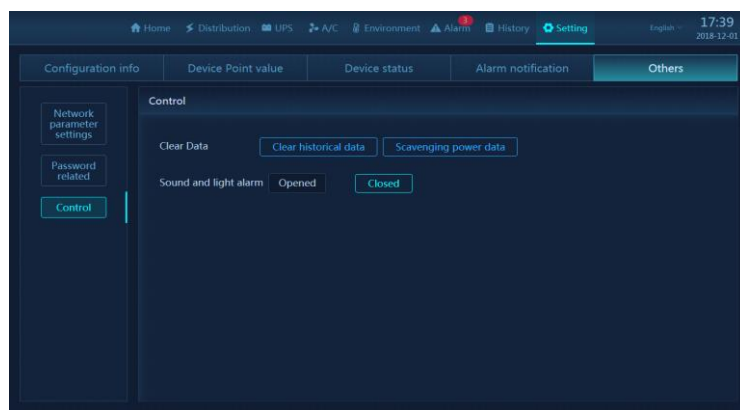 Home Distribution UPS A/C Environment Alarm 3 History Setting English 17:39
2018-12-01
Configuration info Device Point value Device status Alarm notification Others
Control
Network
parameter
settings
Clear Data Clear historical data Scavenging power data
Password
related
Sound and light alarm Opened Closed
Control